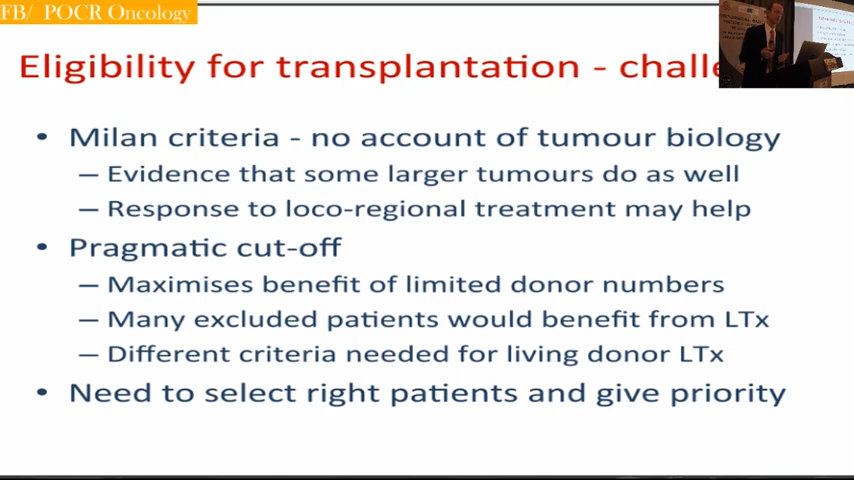 FB/ POCR Oncology
Eligibility for transplantation - challe
• Milan criteria - no account of tumour biology
– Evidence that some larger tumours do as well
– Response to loco-regional treatment may help
• Pragmatic cut-off
– Maximises benefit of limited donor numbers
– Many excluded patients would benefit from LTx
– Different criteria needed for living donor LTx
• Need to select right patients and give priority